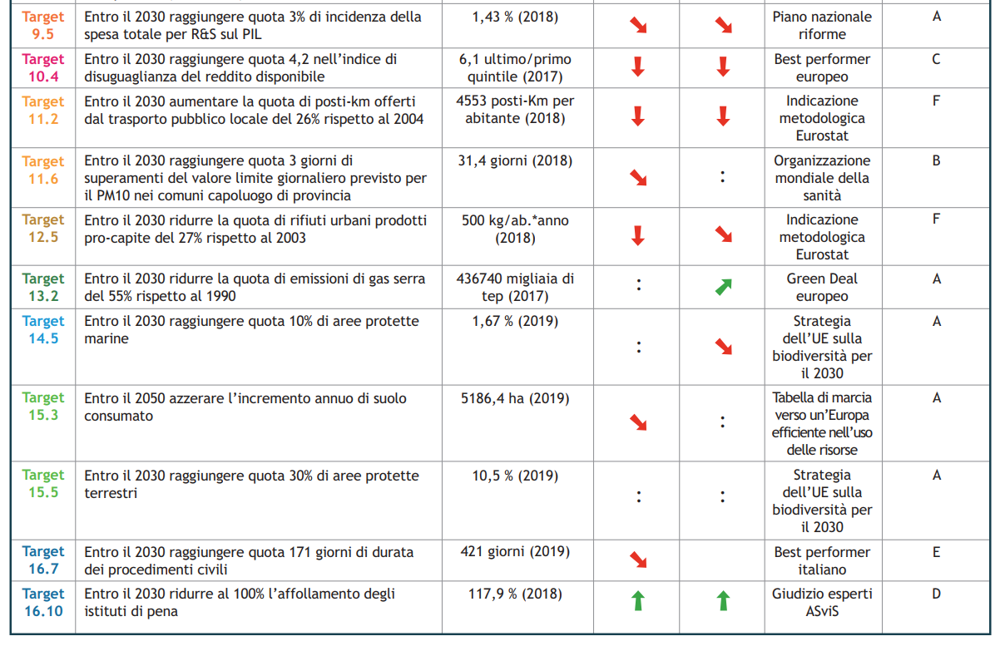 Target
9.5
Entro il 2030 raggiungere quota 3% di incidenza della
spesa totale per R&S sul PIL
1,43 % (2018)
Piano nazionale
riforme
A
Target
10.4
Entro il 2030 raggiungere quota 4,2 nell’indice di
disuguaglianza del reddito disponibile
6,1 ultimo/primo
quintile (2017)
Best performer
europeo
C
Target
11.2
Entro il 2030 aumentare la quota di posti-km offerti
dal trasporto pubblico locale del 26% rispetto al 2004
4553 posti-Km per
abitante (2018)
Indicazione
metodologica
Eurostat
F
Target
11.6
Entro il 2030 raggiungere quota 3 giorni di
superamenti del valore limite giornaliero previsto per
il PM10 nei comuni capoluogo di provincia
31,4 giorni (2018)
:
Organizzazione
mondiale della
sanità
B
Target
12.5
Entro il 2030 ridurre la quota di rifiuti urbani prodotti
pro-capite del 27% rispetto al 2003
500 kg/ab.*anno
(2018)
Indicazione
metodologica
Eurostat
F
Target
13.2
Entro il 2030 ridurre la quota di emissioni di gas serra
del 55% rispetto al 1990
436740 migliaia di
tep (2017)
:
Green Deal
europeo
A
Target
14.5
Entro il 2030 raggiungere quota 10% di aree protette
marine
1,67 % (2019)
:
Strategia
dell’UE sulla
biodiversità per
il 2030
A
Target
15.3
Entro il 2050 azzerare l’incremento annuo di suolo
consumato
5186,4 ha (2019)
:
Tabella di marcia
verso un’Europa
efficiente nell’uso
delle risorse
A
Target
15.5
Entro il 2030 raggiungere quota 30% di aree protette
terrestri
10,5 % (2019)
:
:
Strategia
dell’UE sulla
biodiversità per
il 2030
A
Target
16.7
Entro il 2030 raggiungere quota 171 giorni di durata
dei procedimenti civili
421 giorni (2019)
Best performer
italiano
E
Target
16.10
Entro il 2030 ridurre al 100% l’affollamento degli
istituti di pena
117,9 % (2018)
Giudizio esperti
ASviS
D